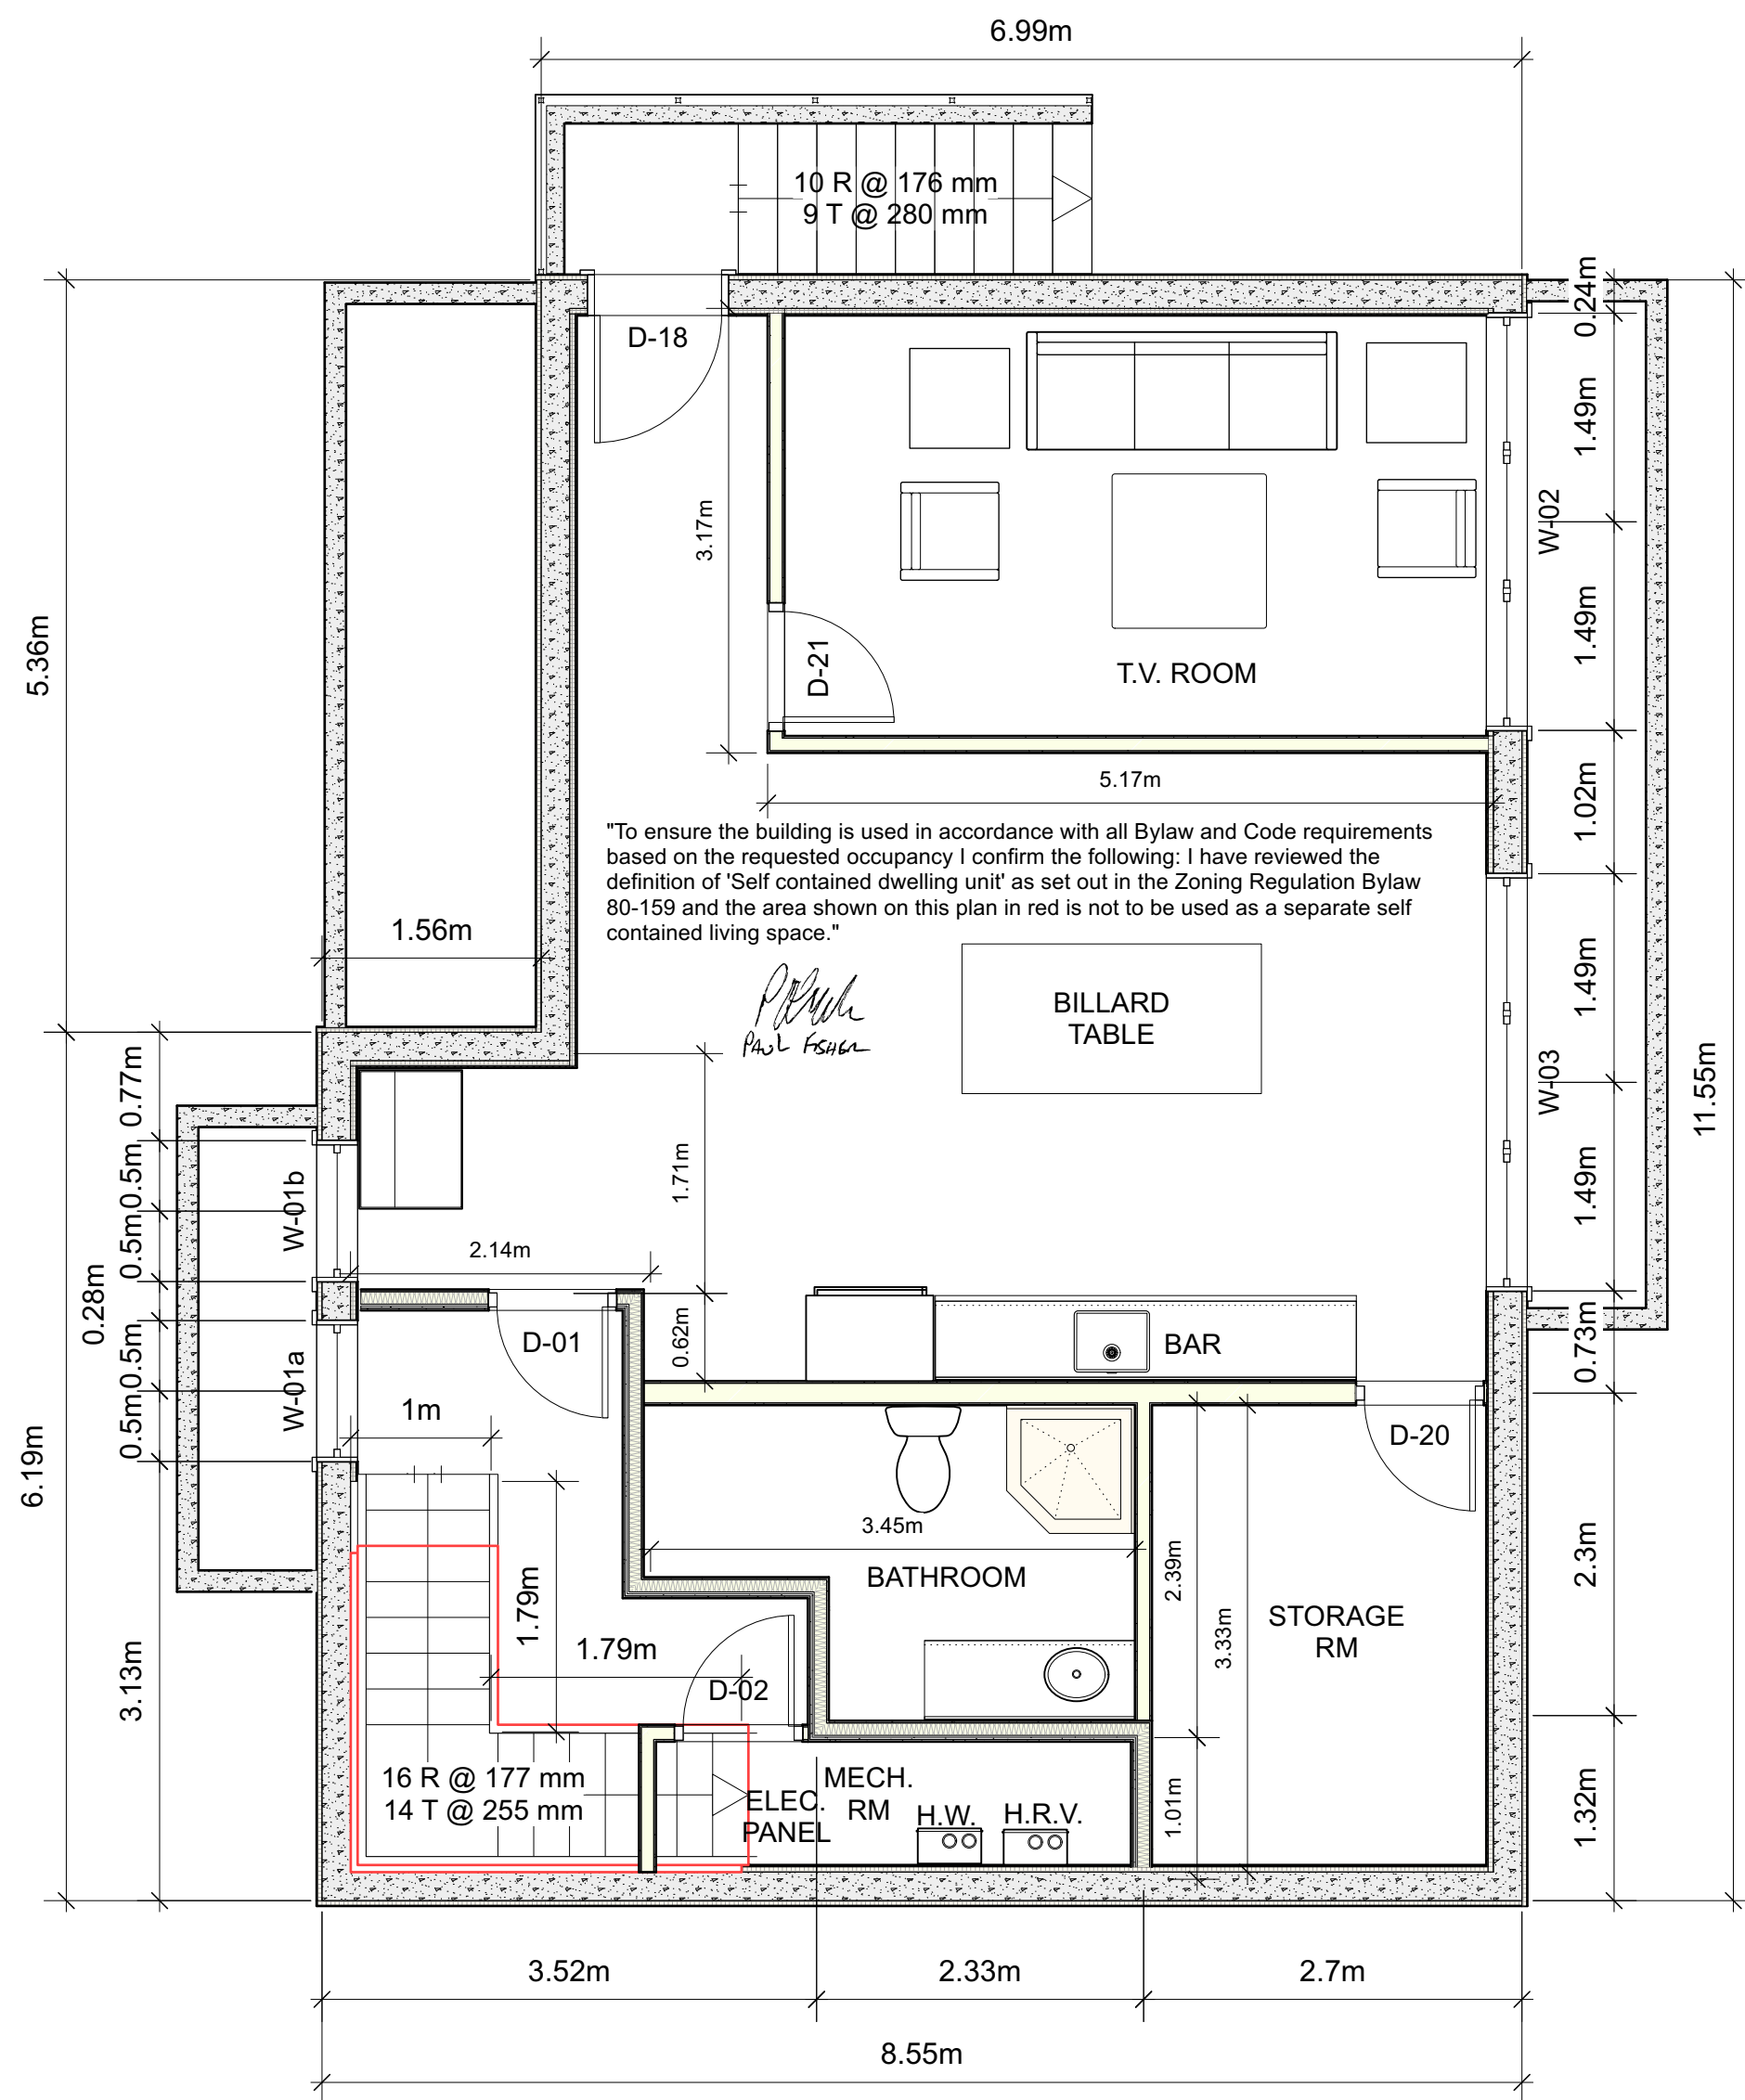 6.99m
10 R @ 176 mm
9 T @ 280 mm
0.24m
D-18
1.49m
W-02
3.17m
5.36m
1.49m
D-21
T.V. ROOM
5.17m
1.02m
"To ensure the building is used in accordance with all Bylaw and Code requirements
based on the requested occupancy I confirm the following: I have reviewed the
definition of 'Self contained dwelling unit' as set out in the Zoning Regulation Bylaw
80-159 and the area shown on this plan in red is not to be used as a separate self
contained living space."
1.56m
1.49m
BILLARD
TABLE
PAUL FISHER
W-03
11.55m
0.77m
0.5m
1.71m
1.49m
W-01b
0.5m
2.14m
0.28m
0.62m
D-01
BAR
0.73m
0.5m
W-01a
0.5m
1m
D-20
6.19m
3.45m
BATHROOM
2.39m
2.3m
1.79m
STORAGE
RM
3.33m
1.79m
D-02
3.13m
16 R @ 177 mm
14 T @ 255 mm
MECH.
RM
ELEC.
PANEL
H.W.
H.R.V.
1.01m
1.32m
3.52m
2.33m
2.7m
8.55m